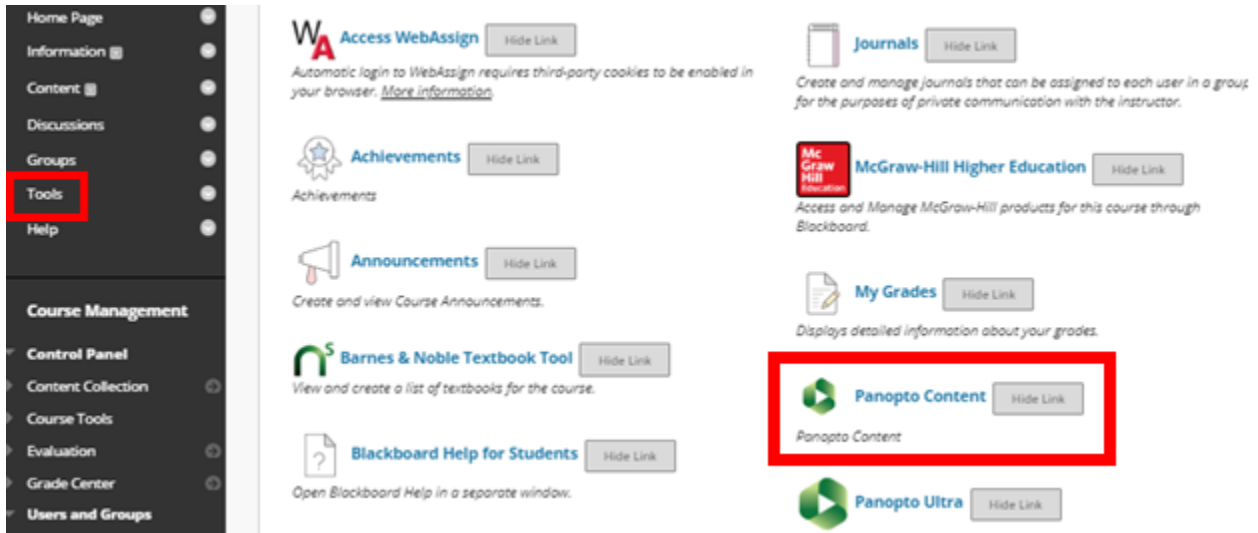 Home Page
Information
Content
Discussions
Groups
Tools
Help
Course Management
Control Panel
Content Collection
Course Tools
Evaluation
Grade Center
Users and Groups
WA Access WebAssign Hide Link
Automatic login to WebAssign requires third-party cookies to be enabled in
your browser. More information.
Achievements Hide Link
Achievements
Announcements Hide Link
Create and view Course Announcements.
ns Barnes & Noble Textbook Tool Hide Link
View and create a list of textbooks for the course.
? Blackboard Help for Students Hide Link
Open Blackboard Help in a separate window.
Journals Hide Link
Create and manage journals that can be assigned to each user in a group
for the purposes of private communication with the instructor.
Mc
Graw
Hill
Education
McGraw-Hill Higher Education Hide Link
Access and Manage McGraw-Hill products for this course through
Blackboard.
My Grades Hide Link
Displays detailed information about your grades.
Panopto Content Hide Link
Panopto Content
Panopto Ultra Hide Link